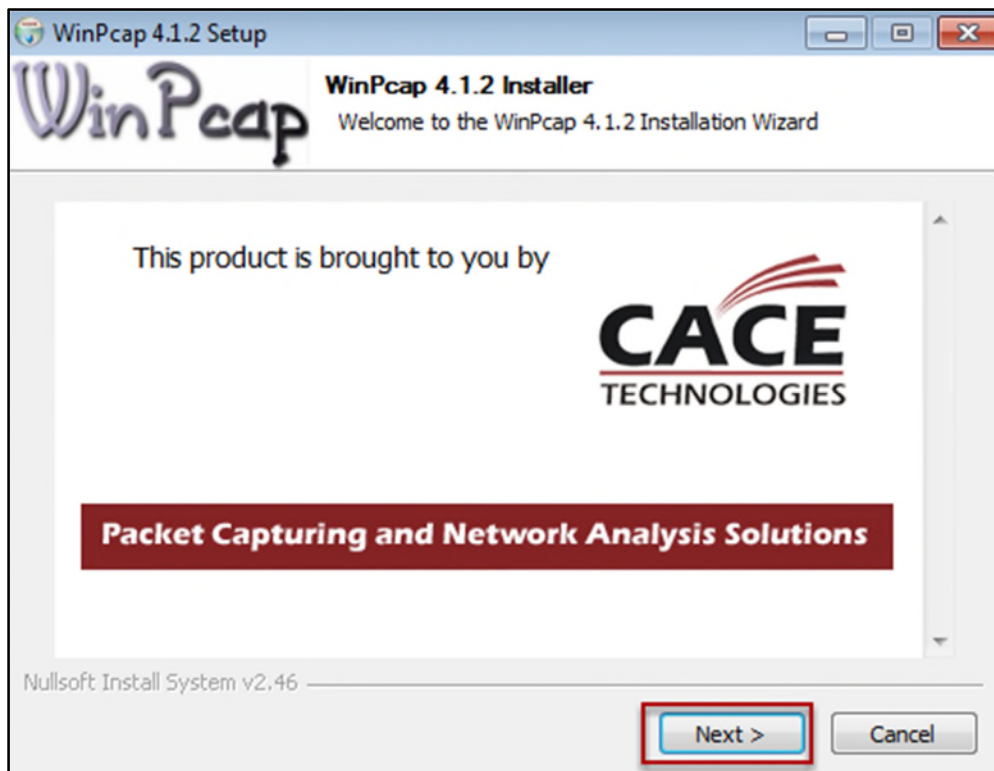 WinPcap 4.1.2 Setup
WinPcap
WinPcap 4.1.2 Installer
Welcome to the WinPcap 4.1.2 Installation Wizard
This product is brought to you by
CACE
TECHNOLOGIES
Packet Capturing and Network Analysis Solutions
Nullsoft Install System v2.46
Next >
Cancel